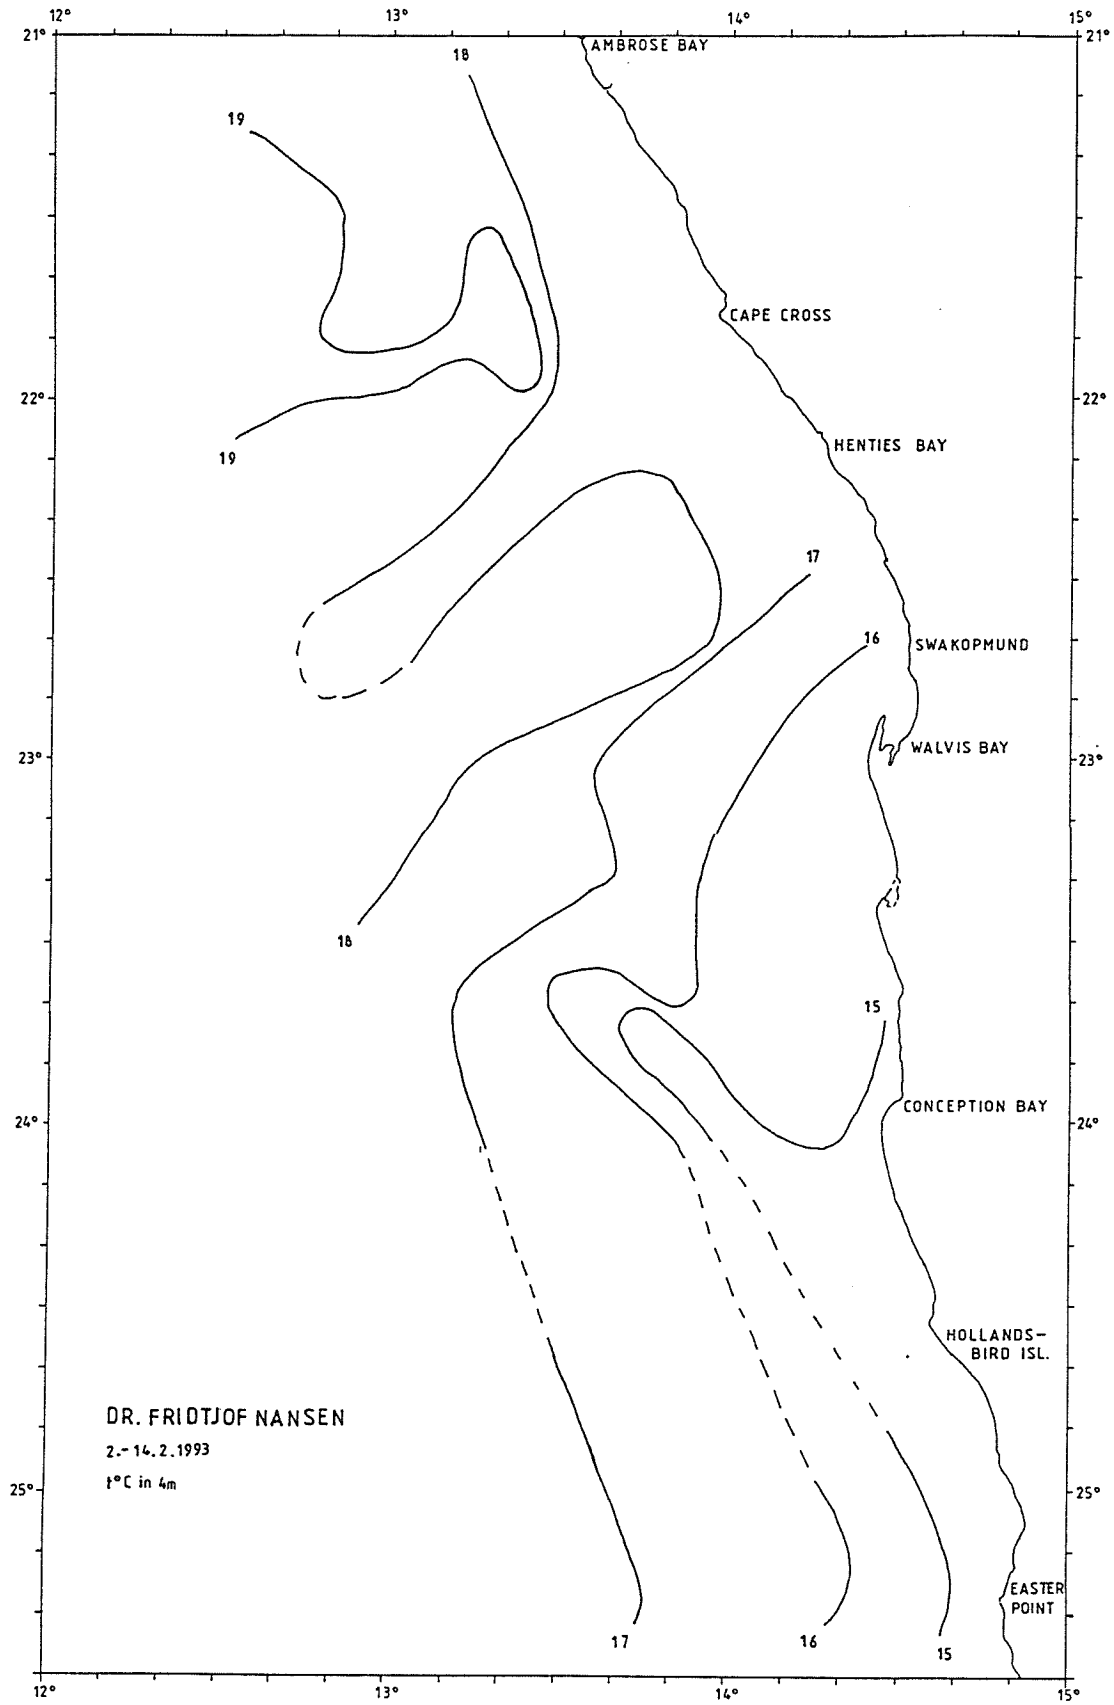 12° 13° 14° 15°
21° 21°
18
AMBROSE BAY
19
CAPE CROSS
22° 22°
HENTIES BAY
19
17
16
SWAKOPMUND
WALVIS BAY
23° 23°
18
15
CONCEPTION BAY
24° 24°
HOLLANDS-
BIRD ISL.
DR. FRIDTJOF NANSEN
2.-14.2.1993
t°C in 4m
25° 25°
EASTER
POINT
17 16 15
12° 13° 14° 15°